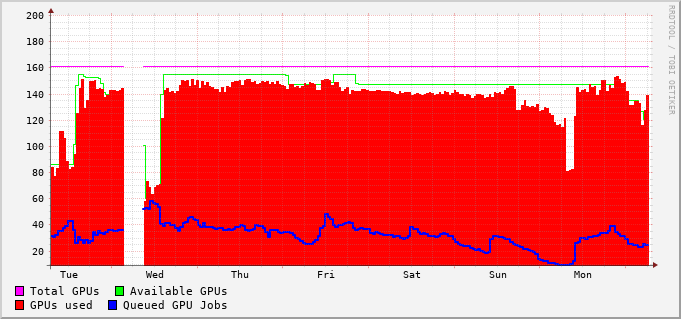 200
180
160
140
120
100
80
60
40
20
Tue Wed Thu Fri Sat Sun Mon
Total GPUs Available GPUs
GPUs used Queued GPU Jobs
RRDTOOL / TOBI OETIKER